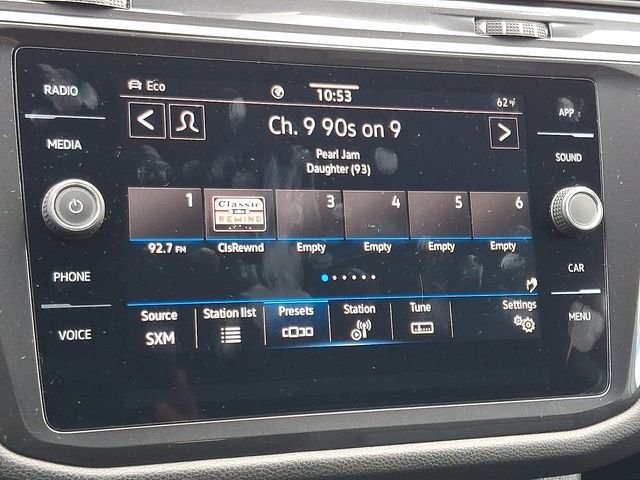 RADIO
MEDIA
PHONE
VOICE
Eco
10:53
62°F
Ch. 9 90s on 9
Pearl Jam
Daughter (93)
1
Classic
REWIND
3
4
5
6
92.7 FM
ClsRewnd
Empty
Empty
Empty
Empty
Source
SXM
Station list
Presets
Station
Tune
Settings
APP
SOUND
CAR
MENU